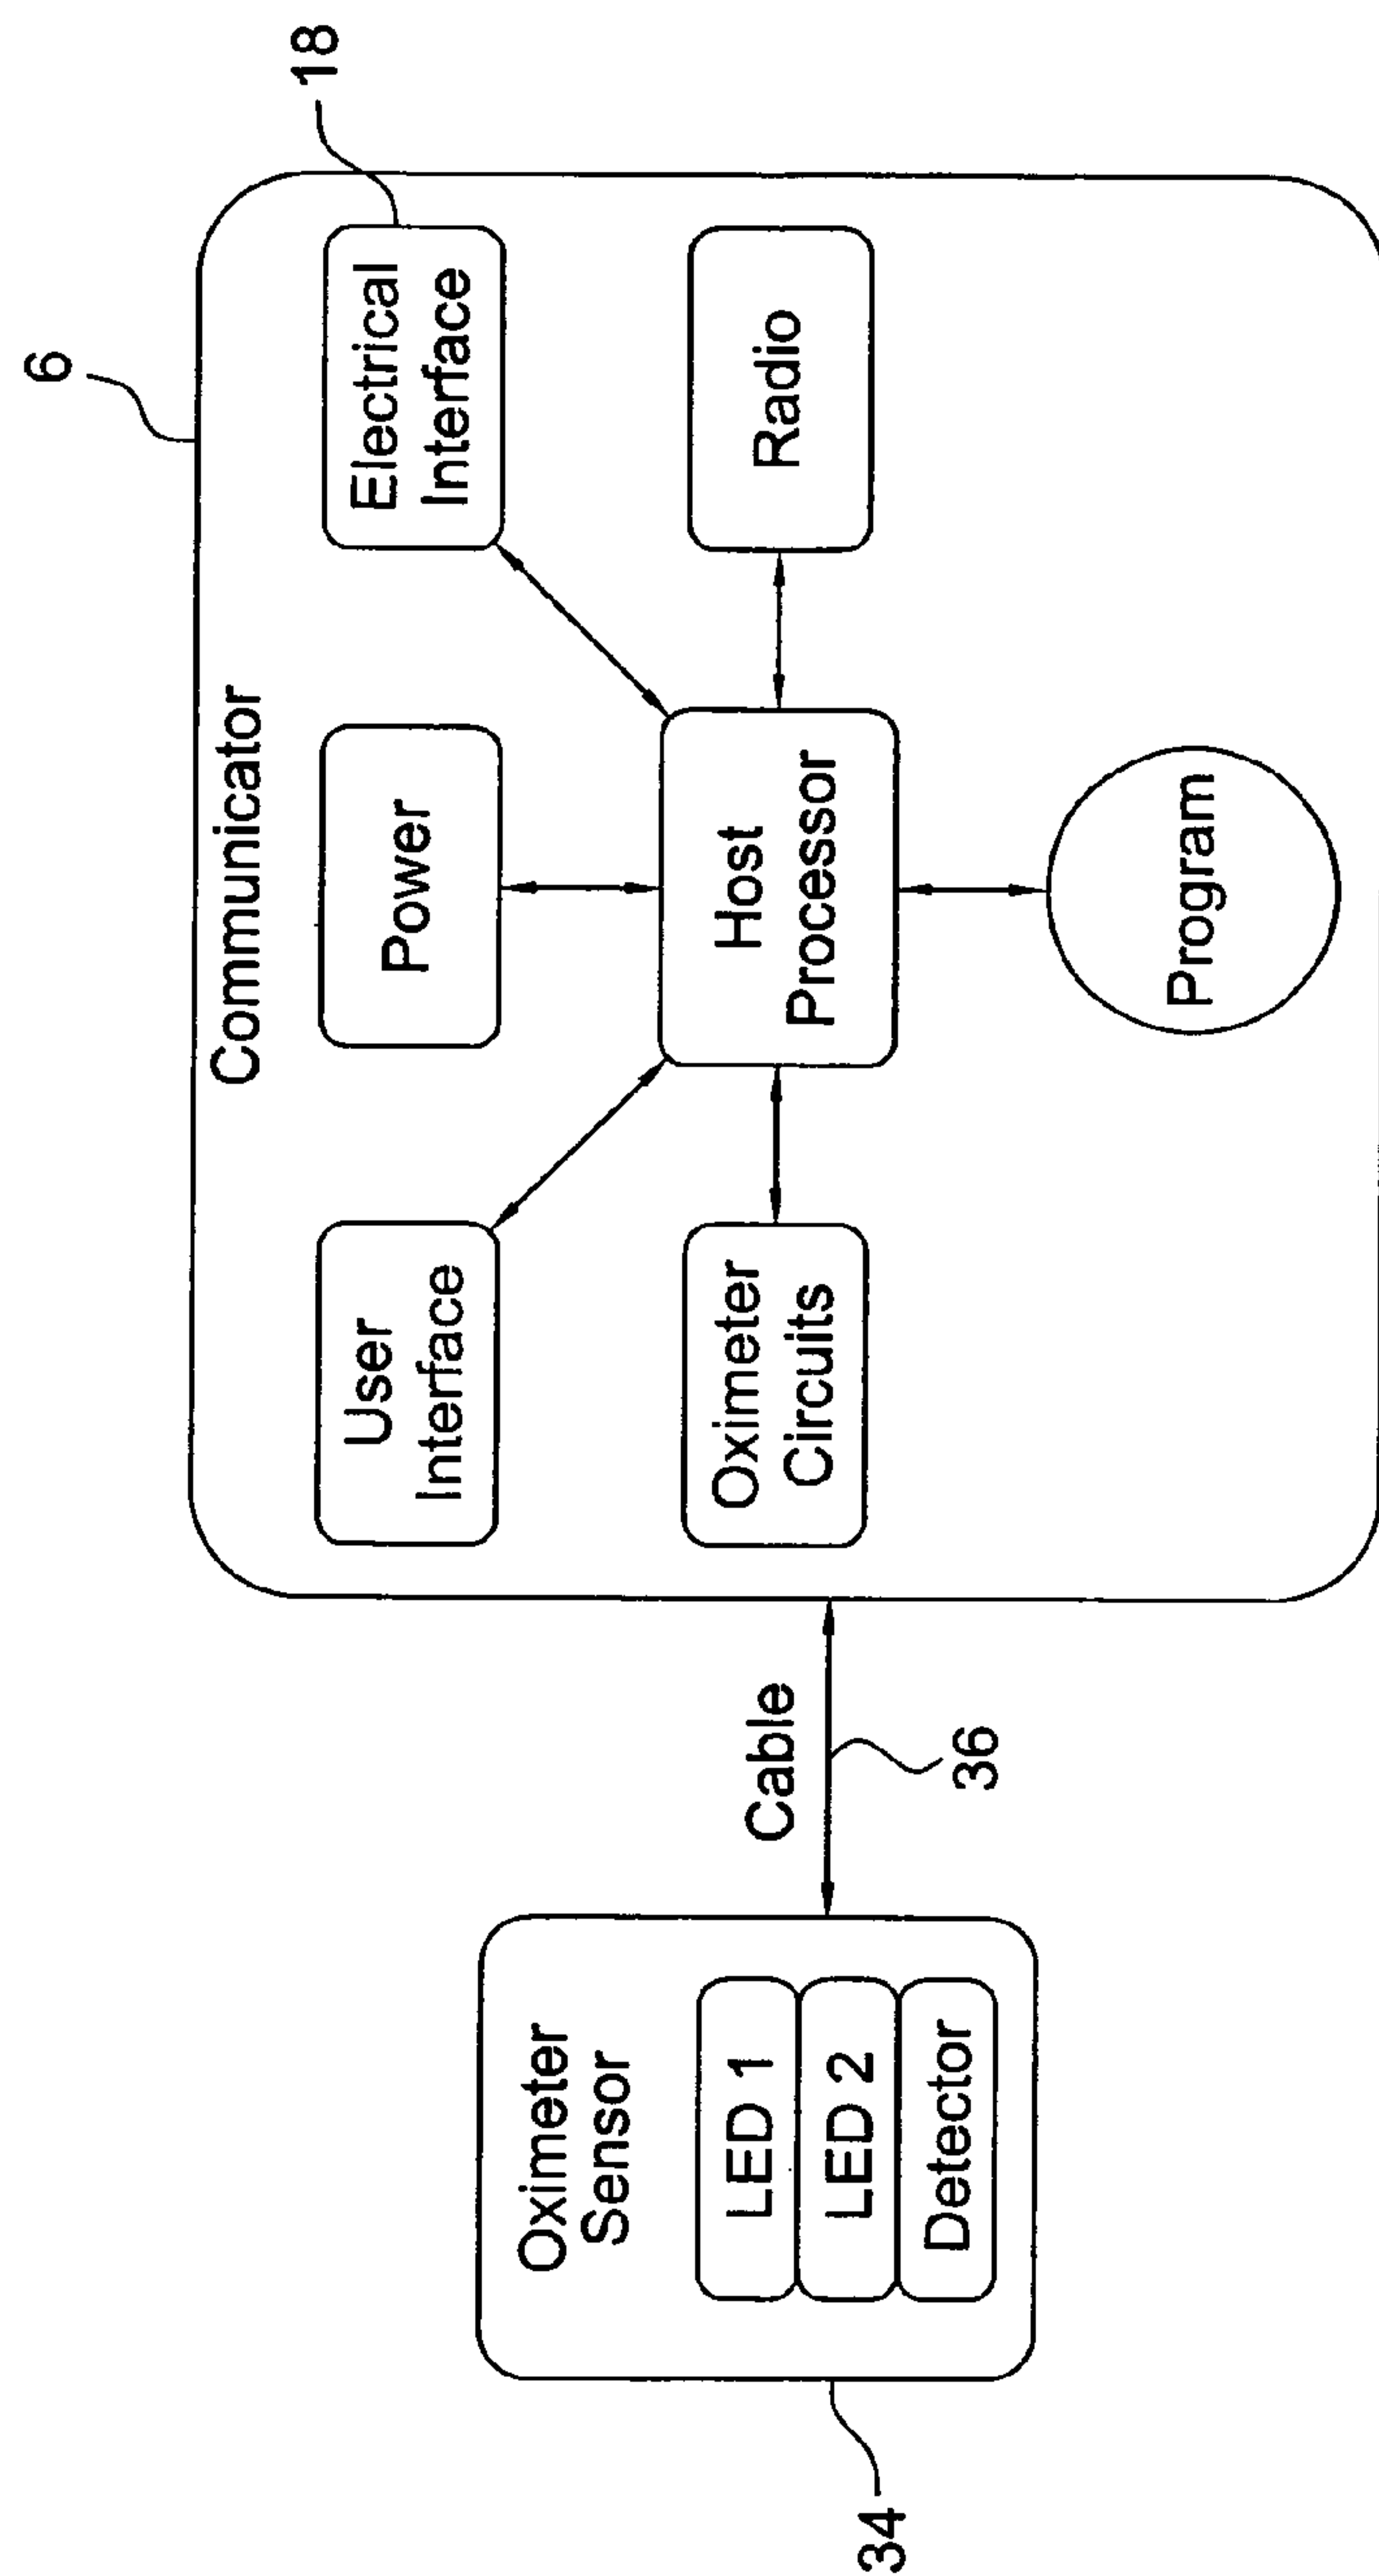 6
18
Communicator
User
Interface
Power
Electrical
Interface
Oximeter
Circuits
Host
Processor
Radio
Program
Cable
36
Oximeter
Sensor
LED 1
LED 2
Detector
34